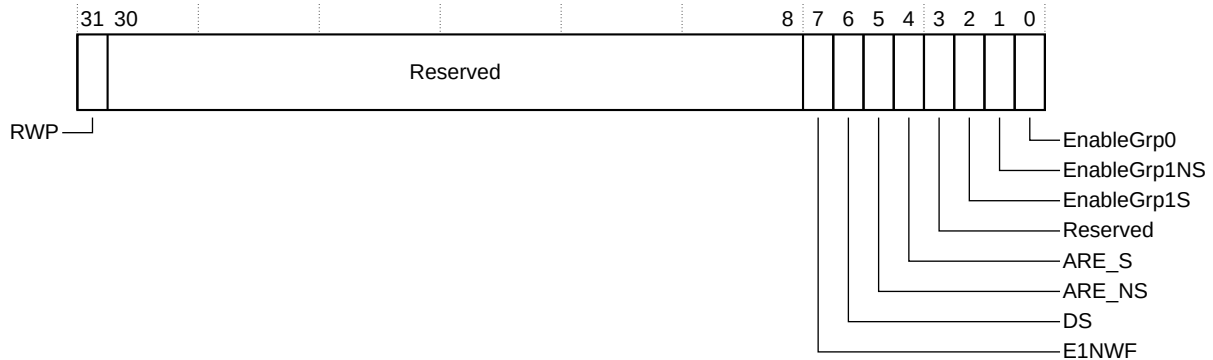 31 30 8 7 6 5 4 3 2 1 0
Reserved
RWP
EnableGrp0
EnableGrp1NS
EnableGrp1S
Reserved
ARE_S
ARE_NS
DS
E1NWF